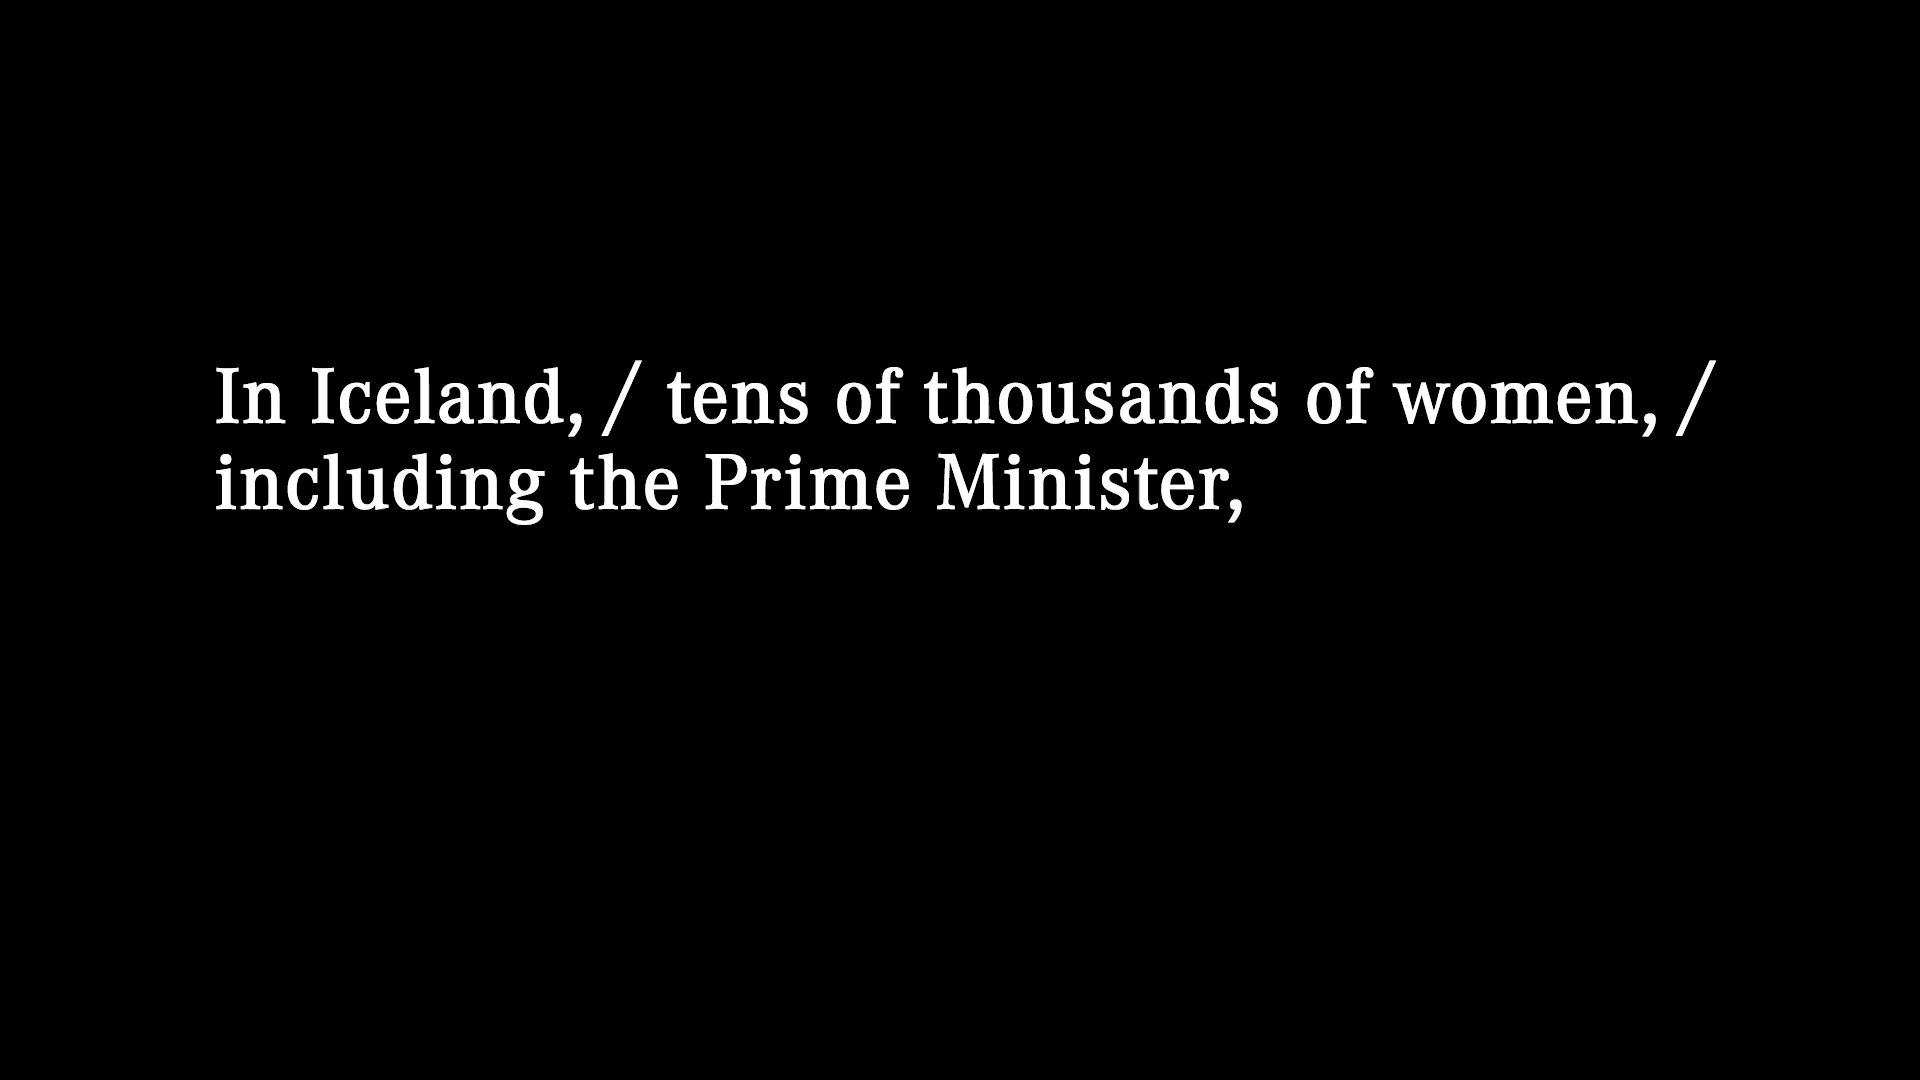 In Iceland, / tens of thousands of women, /
including the Prime Minister,